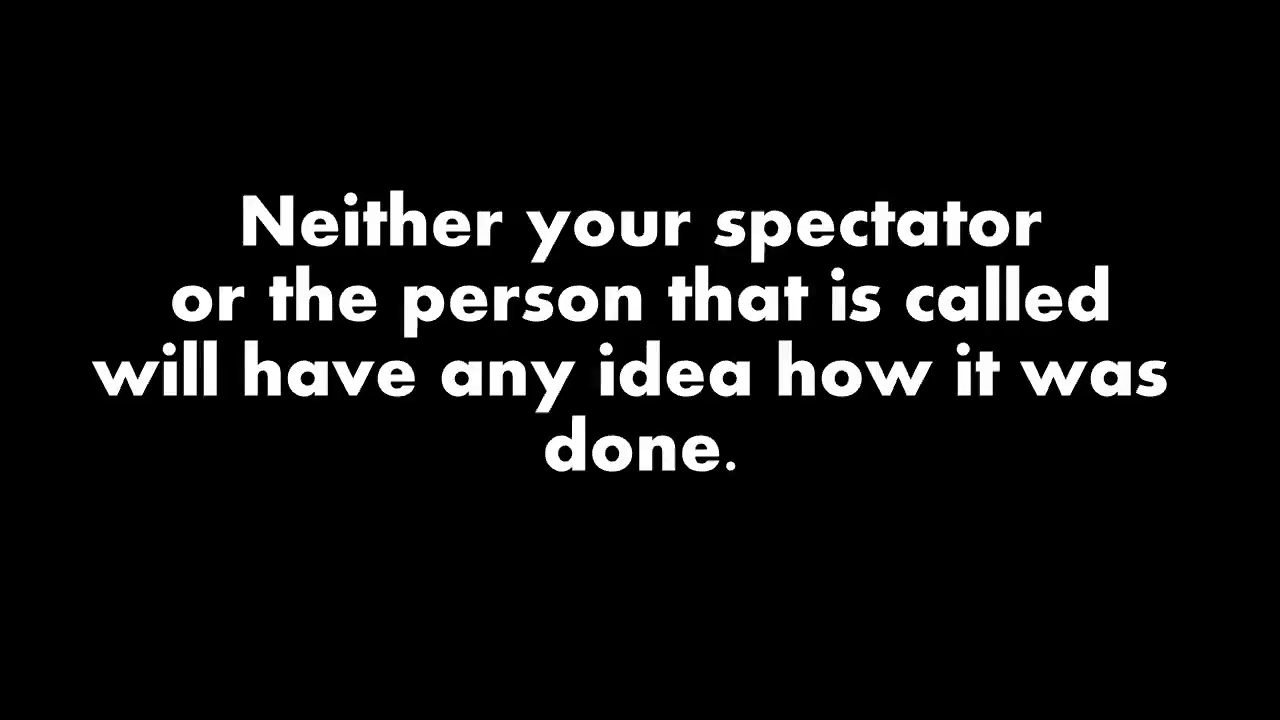 Neither your spectator
or the person that is called
will have any idea how it was
done.